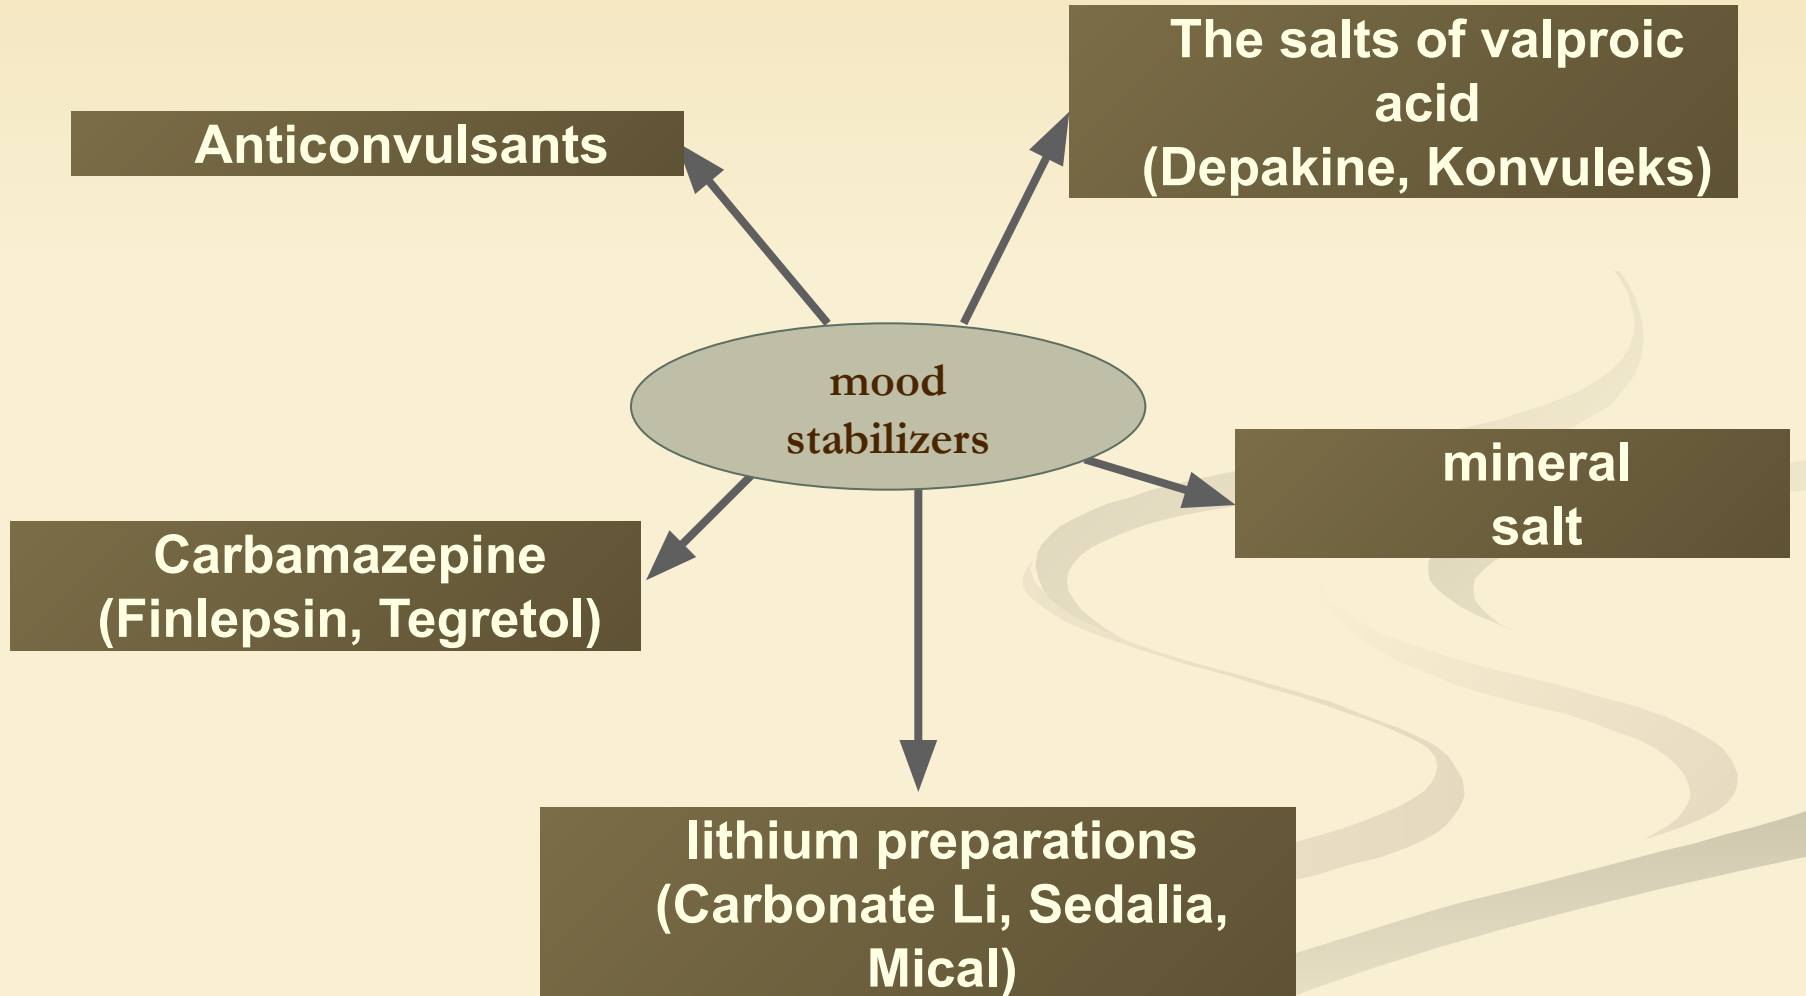 The salts of valproic
acid
(Depakine, Konvuleks)
Anticonvulsants
mood
stabilizers
mineral
salt
Carbamazepine
(Finlepsin, Tegretol)
lithium preparations
(Carbonate Li, Sedalia,
Mical)